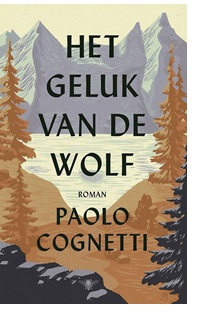 HET
GELUK
VAN DE
WOLF
ROMAN
PAOLO
COGNETTI